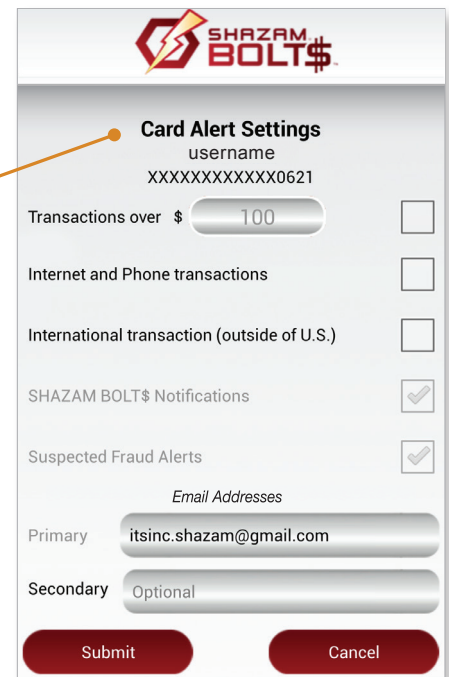 SHAZAM
BOLT$
Card Alert Settings
username
XXXXXXXXXXXX0621
Transactions over $ 100
Internet and Phone transactions
International transaction (outside of U.S.)
SHAZAM BOLT$ Notifications
Suspected Fraud Alerts
Email Addresses
Primary itsinc.shazam@gmail.com
Secondary Optional
Submit Cancel